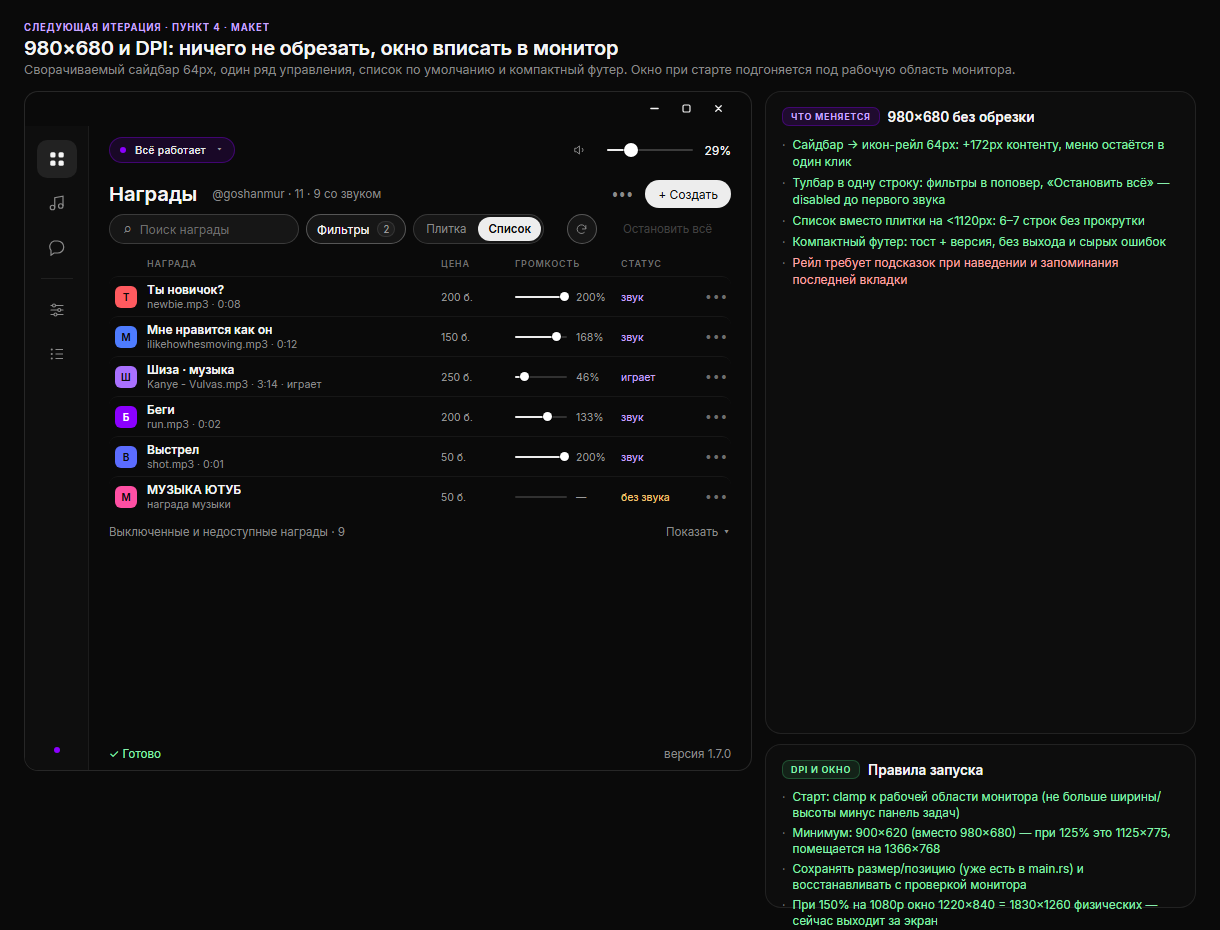 СЛЕДУЮЩАЯ ИТЕРАЦИЯ · ПУНКТ 4 · МАКЕТ
980×680 и DPI: ничего не обрезать, окно вписать в монитор
Сворачиваемый сайдбар 64px, один ряд управления, список по умолчанию и компактный футер. Окно при старте подгоняется под рабочую область монитора.
Всё работает
29%
Награды @goshanmur · 11 · 9 со звуком
+ Создать
Поиск награды
Фильтры 2
Плитка Список
Остановить всё
НАГРАДА ЦЕНА ГРОМКОСТЬ СТАТУС
Т Ты новичок? 200 б. 200% звук
newbie.mp3 · 0:08
М Мне нравится как он 150 б. 168% звук
ilikehowhesmoving.mp3 · 0:12
Ш Шиза · музыка 250 б. 46% играет
Kanye - Vulvas.mp3 · 3:14 · играет
Б Беги 200 б. 133% звук
run.mp3 · 0:02
В Выстрел 50 б. 200% звук
shot.mp3 · 0:01
М МУЗЫКА ЮТУБ 50 б. — без звука
награда музыки
Выключенные и недоступные награды · 9 Показать
✓ Готово версия 1.7.0
ЧТО МЕНЯЕТСЯ 980×680 без обрезки
· Сайдбар → икон-рейл 64px: +172px контенту, меню остаётся в
один клик
· Тулбар в одну строку: фильтры в поповер, «Остановить всё» —
disabled до первого звука
· Список вместо плитки на <1120px: 6–7 строк без прокрутки
· Компактный футер: тост + версия, без выхода и сырых ошибок
· Рейл требует подсказок при наведении и запоминания
последней вкладки
DPI И ОКНО Правила запуска
· Старт: clamp к рабочей области монитора (не больше ширины/
высоты минус панель задач)
· Минимум: 900×620 (вместо 980×680) — при 125% это 1125×775,
помещается на 1366×768
· Сохранять размер/позицию (уже есть в main.rs) и
восстанавливать с проверкой монитора
· При 150% на 1080p окно 1220×840 = 1830×1260 физических —
сейчас выходит за экран